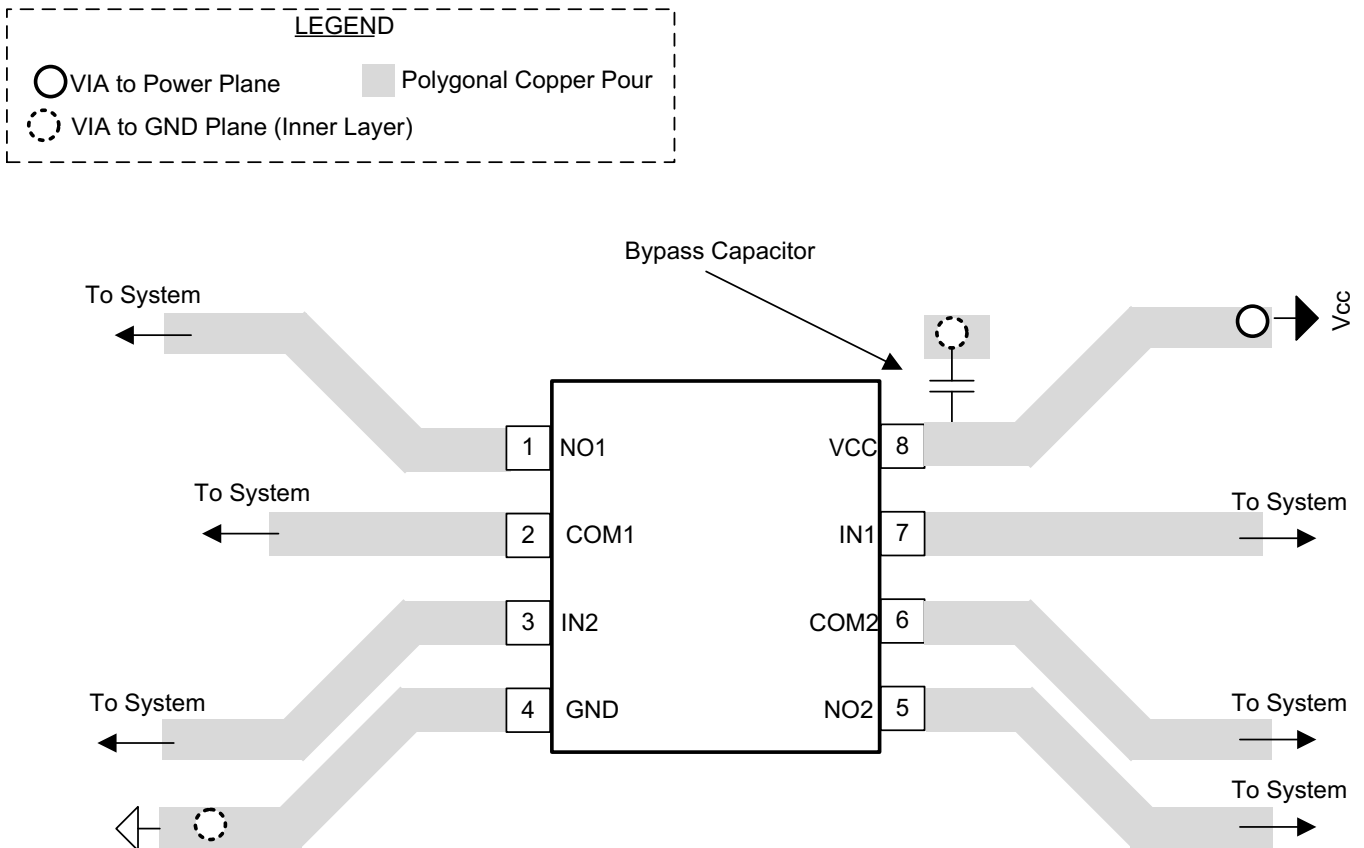 LEGEND
VIA to Power Plane
Polygonal Copper Pour
VIA to GND Plane (Inner Layer)
Bypass Capacitor
To System
Vcc
1 NO1
VCC 8
To System
To System
2 COM1
IN1 7
3 IN2
COM2 6
To System
To System
4 GND
NO2 5
To System